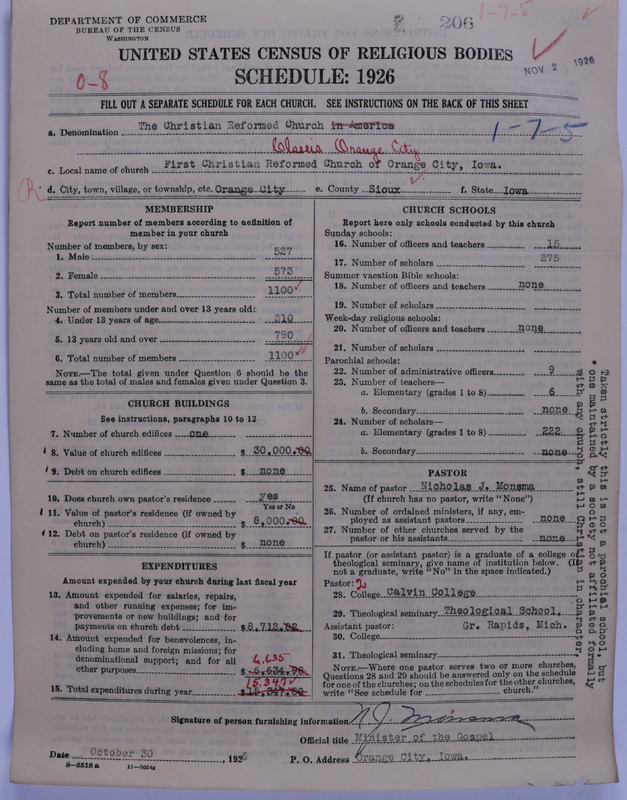 DEPARTMENT OF COMMERCE
BUREAU OF THE CENSUS
WASHINGTON
206
1-7-5
UNITED STATES CENSUS OF RELIGIOUS BODIES
SCHEDULE: 1926
NOV 2 1926
0-8
FILL OUT A SEPARATE SCHEDULE FOR EACH CHURCH. SEE INSTRUCTIONS ON THE BACK OF THIS SHEET
a. Denomination The Christian Reformed Church in America 1-7-5
Classis Orange City
c. Local name of church First Christian Reformed Church of Orange City, Iowa.
d. City, town, village, or township, etc. Orange City e. County Sioux f. State Iowa
MEMBERSHIP
Report number of members according to definition of
member in your church
Number of members, by sex:
1. Male 527
2. Female 573
3. Total number of members 1100
Number of members under and over 13 years old:
4. Under 13 years of age 310
5. 13 years old and over 790
6. Total number of members 1100
NOTE.—The total given under Question 6 should be the
same as the total of males and females given under Question 3.
CHURCH BUILDINGS
See instructions, paragraphs 10 to 12
7. Number of church edifices one
8. Value of church edifices $ 30,000.00
9. Debt on church edifices $ none
10. Does church own pastor's residence yes
Yes or No
11. Value of pastor's residence (if owned by
church) $ 8,000.00
12. Debt on pastor's residence (if owned by
church) $ none
EXPENDITURES
Amount expended by your church during last fiscal year
13. Amount expended for salaries, repairs,
and other running expenses; for im-
provements or new buildings; and for
payments on church debt $ 8,712.
14. Amount expended for benevolences, in-
cluding home and foreign missions; for
denominational support; and for all
other purposes 6,635
$ 6,634.
15. Total expenditures during year 15,347
$
CHURCH SCHOOLS
Report here only schools conducted by this church
Sunday schools:
16. Number of officers and teachers 15
17. Number of scholars 275
Summer vacation Bible schools:
18. Number of officers and teachers none
19. Number of scholars
Week-day religious schools:
20. Number of officers and teachers none
21. Number of scholars
Parochial schools:
22. Number of administrative officers 9
23. Number of teachers—
a. Elementary (grades 1 to 8) 6
b. Secondary none
24. Number of scholars—
a. Elementary (grades 1 to 8) 222
b. Secondary none
PASTOR
25. Name of pastor Nicholas J. Monsma
(If church has no pastor, write "None")
26. Number of ordained ministers, if any, em-
ployed as assistant pastors none
27. Number of other churches served by the
pastor or his assistants none
If pastor (or assistant pastor) is a graduate of a college or
theological seminary, give name of institution below. (If
not a graduate, write "No" in the space indicated.)
Pastor: 2
28. College Calvin College
29. Theological seminary Theological School,
Assistant pastor: Gr. Rapids, Mich.
30. College
31. Theological seminary
NOTE.—Where one pastor serves two or more churches,
Questions 28 and 29 should be answered only on the schedule
for one of the churches; on the schedules for the other churches,
write "See schedule for church."
* Taken strictly this is not a parochial school, but
one maintained by a society not affiliated formally
with any church, still Christian in character.
Signature of person furnishing information N J Monsma
Official title Minister of the Gospel
Date October 30, 1926 P. O. Address Orange City, Iowa.
8-5518a